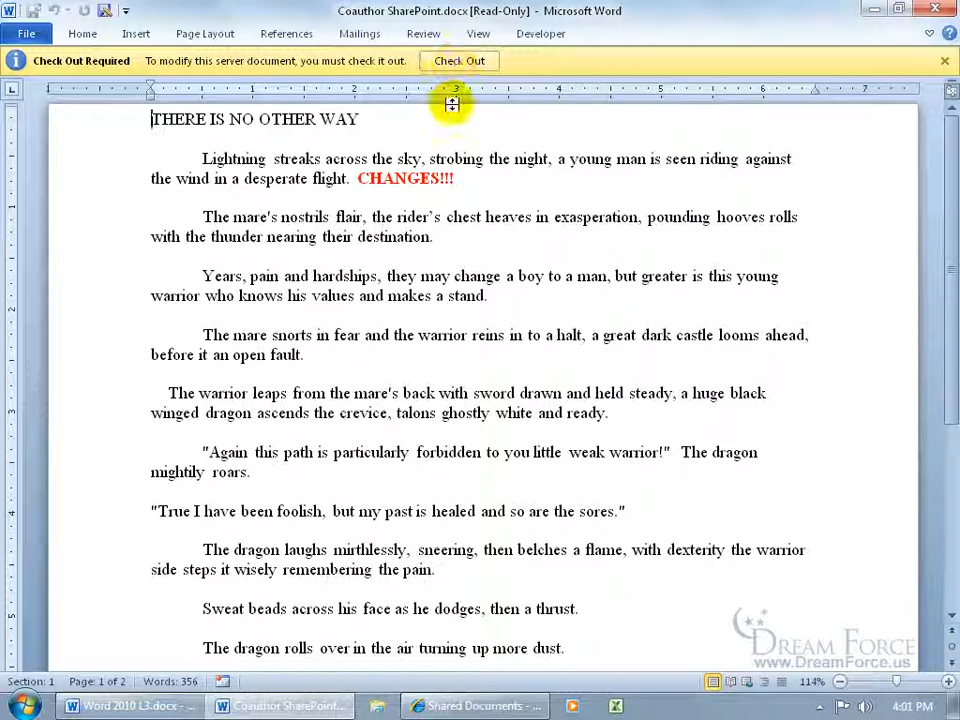 Coauthor SharePoint.docx [Read-Only] - Microsoft Word
File Home Insert Page Layout References Mailings Review View Developer
Check Out Required To modify this server document, you must check it out. Check Out
1 1 2 3 4 5 6 7
THERE IS NO OTHER WAY
Lightning streaks across the sky, strobing the night, a young man is seen riding against
the wind in a desperate flight. CHANGES!!!
The mare's nostrils flair, the rider's chest heaves in exasperation, pounding hooves rolls
with the thunder nearing their destination.
Years, pain and hardships, they may change a boy to a man, but greater is this young
warrior who knows his values and makes a stand.
The mare snorts in fear and the warrior reins in to a halt, a great dark castle looms ahead,
before it an open fault.
The warrior leaps from the mare's back with sword drawn and held steady, a huge black
winged dragon ascends the crevice, talons ghostly white and ready.
"Again this path is particularly forbidden to you little weak warrior!" The dragon
mightily roars.
"True I have been foolish, but my past is healed and so are the sores."
The dragon laughs mirthlessly, sneering, then belches a flame, with dexterity the warrior
side steps it wisely remembering the pain.
Sweat beads across his face as he dodges, then a thrust.
The dragon rolls over in the air turning up more dust.
DREAM FORCE
www.DreamForce.us
Section: 1 Page: 1 of 2 Words: 356 114%
Word 2010 L3.docx - ... Coauthor SharePoint... Shared Documents - ... 4:01 PM